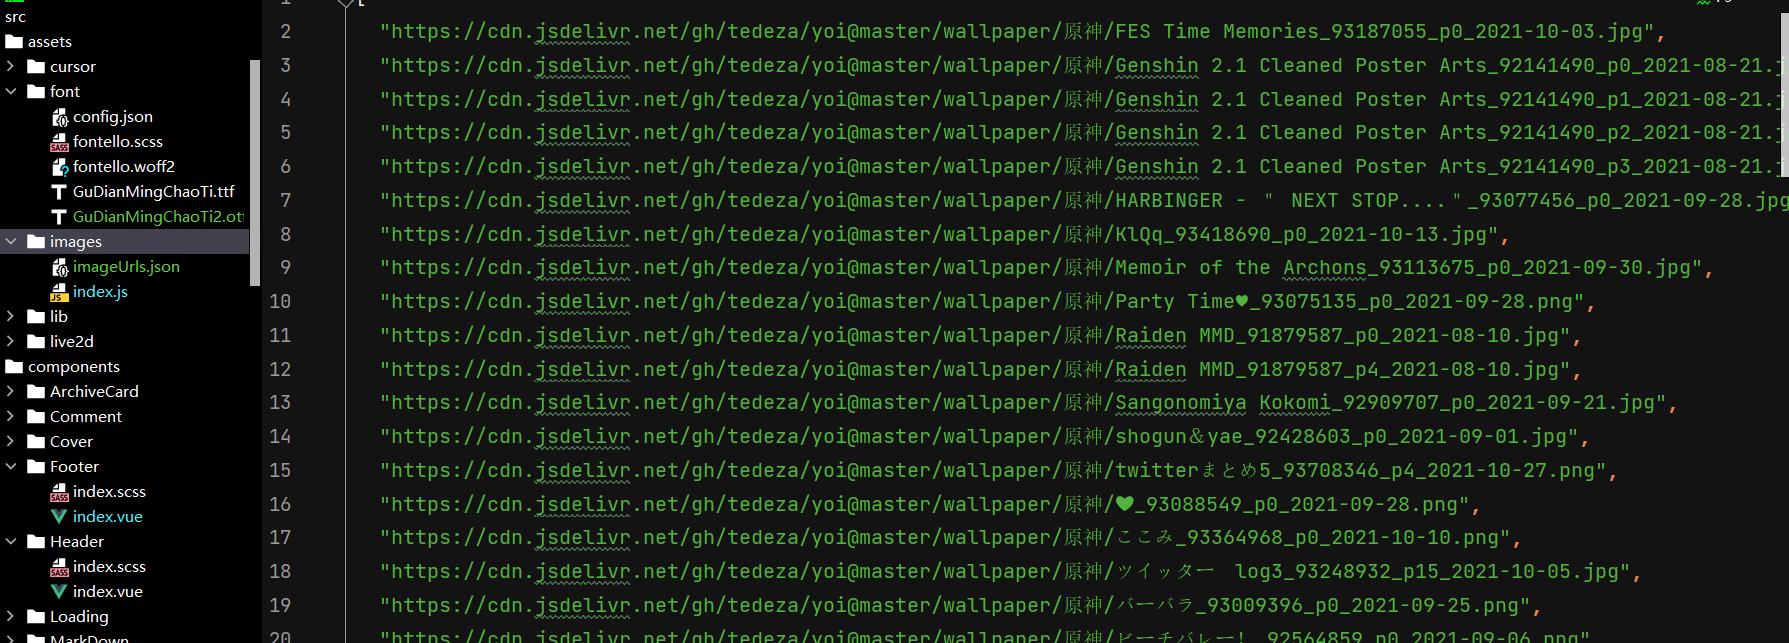 src
assets
cursor
font
config.json
fontello.scss
fontello.woff2
GuDianMingChaoTi.ttf
GuDianMingChaoTi2.ot
images
imageUrls.json
index.js
lib
live2d
components
ArchiveCard
Comment
Cover
Footer
index.scss
index.vue
Header
index.scss
index.vue
Loading
MarkDown
1 [
2 "https://cdn.jsdelivr.net/gh/tedeza/yoi@master/wallpaper/原神/FES Time Memories_93187055_p0_2021-10-03.jpg",
3 "https://cdn.jsdelivr.net/gh/tedeza/yoi@master/wallpaper/原神/Genshin 2.1 Cleaned Poster Arts_92141490_p0_2021-08-21.j
4 "https://cdn.jsdelivr.net/gh/tedeza/yoi@master/wallpaper/原神/Genshin 2.1 Cleaned Poster Arts_92141490_p1_2021-08-21.j
5 "https://cdn.jsdelivr.net/gh/tedeza/yoi@master/wallpaper/原神/Genshin 2.1 Cleaned Poster Arts_92141490_p2_2021-08-21.j
6 "https://cdn.jsdelivr.net/gh/tedeza/yoi@master/wallpaper/原神/Genshin 2.1 Cleaned Poster Arts_92141490_p3_2021-08-21.j
7 "https://cdn.jsdelivr.net/gh/tedeza/yoi@master/wallpaper/原神/HARBINGER - ＂ NEXT STOP....＂_93077456_p0_2021-09-28.jpg
8 "https://cdn.jsdelivr.net/gh/tedeza/yoi@master/wallpaper/原神/KlQq_93418690_p0_2021-10-13.jpg",
9 "https://cdn.jsdelivr.net/gh/tedeza/yoi@master/wallpaper/原神/Memoir of the Archons_93113675_p0_2021-09-30.jpg",
10 "https://cdn.jsdelivr.net/gh/tedeza/yoi@master/wallpaper/原神/Party Time♥_93075135_p0_2021-09-28.png",
11 "https://cdn.jsdelivr.net/gh/tedeza/yoi@master/wallpaper/原神/Raiden MMD_91879587_p0_2021-08-10.jpg",
12 "https://cdn.jsdelivr.net/gh/tedeza/yoi@master/wallpaper/原神/Raiden MMD_91879587_p4_2021-08-10.jpg",
13 "https://cdn.jsdelivr.net/gh/tedeza/yoi@master/wallpaper/原神/Sangonomiya Kokomi_92909707_p0_2021-09-21.jpg",
14 "https://cdn.jsdelivr.net/gh/tedeza/yoi@master/wallpaper/原神/shogun＆yae_92428603_p0_2021-09-01.jpg",
15 "https://cdn.jsdelivr.net/gh/tedeza/yoi@master/wallpaper/原神/twitterまとめ5_93708346_p4_2021-10-27.png",
16 "https://cdn.jsdelivr.net/gh/tedeza/yoi@master/wallpaper/原神/❤_93088549_p0_2021-09-28.png",
17 "https://cdn.jsdelivr.net/gh/tedeza/yoi@master/wallpaper/原神/ここみ_93364968_p0_2021-10-10.png",
18 "https://cdn.jsdelivr.net/gh/tedeza/yoi@master/wallpaper/原神/ツイッター　log3_93248932_p15_2021-10-05.jpg",
19 "https://cdn.jsdelivr.net/gh/tedeza/yoi@master/wallpaper/原神/バーバラ_93009396_p0_2021-09-25.png",
20 "https://cdn.jsdelivr.net/gh/tedeza/yoi@master/wallpaper/原神/ビーチバレー！_92564859_p0_2021-09-06.png"